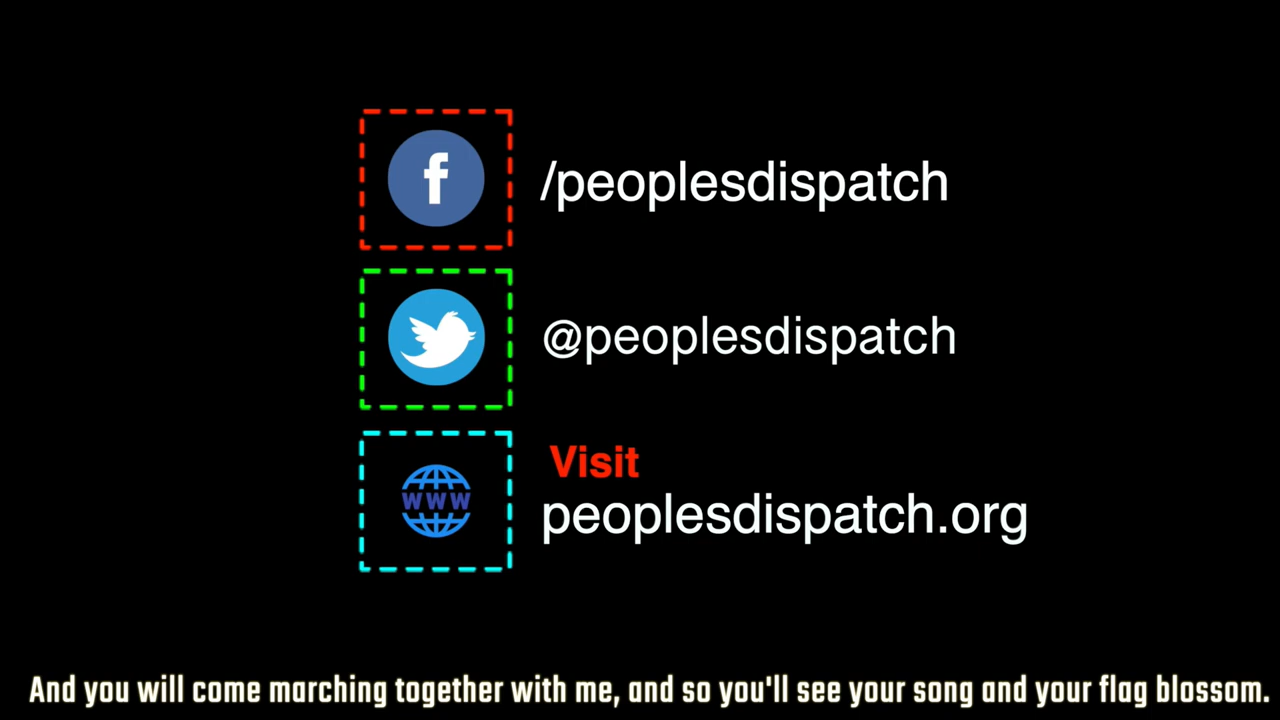 f
/peoplesdispatch
@peoplesdispatch
Visit
www
peoplesdispatch.org
And you will come marching together with me, and so you'll see your song and your flag blossom.